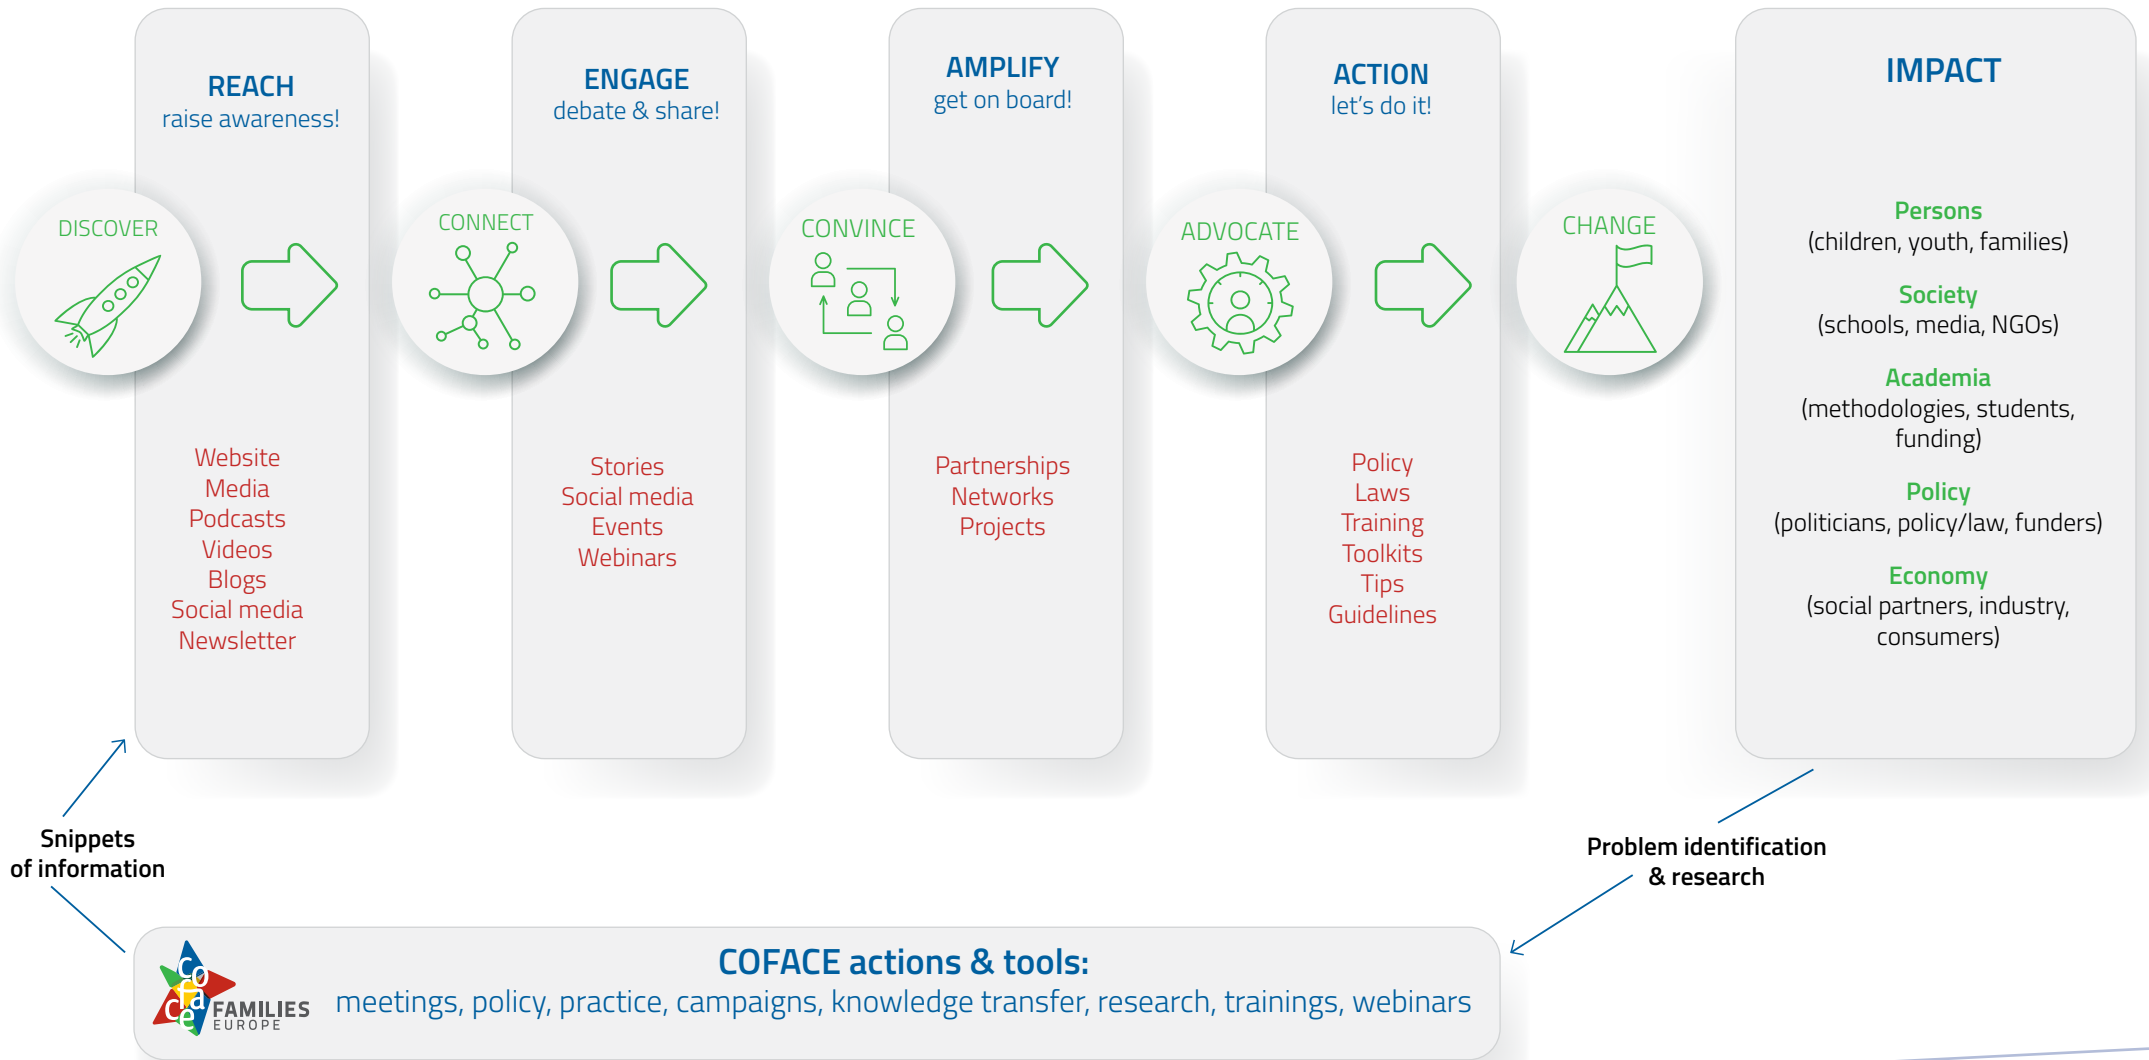 REACH
raise awareness!
DISCOVER
Website
Media
Podcasts
Videos
Blogs
Social media
Newsletter
ENGAGE
debate & share!
CONNECT
Stories
Social media
Events
Webinars
AMPLIFY
get on board!
CONVINCE
Partnerships
Networks
Projects
ACTION
let's do it!
ADVOCATE
Policy
Laws
Training
Toolkits
Tips
Guidelines
CHANGE
IMPACT
Persons
(children, youth, families)
Society
(schools, media, NGOs)
Academia
(methodologies, students,
funding)
Policy
(politicians, policy/law, funders)
Economy
(social partners, industry,
consumers)
Snippets
of information
Problem identification
& research
COFACE actions & tools:
meetings, policy, practice, campaigns, knowledge transfer, research, trainings, webinars
coface
FAMILIES
EUROPE